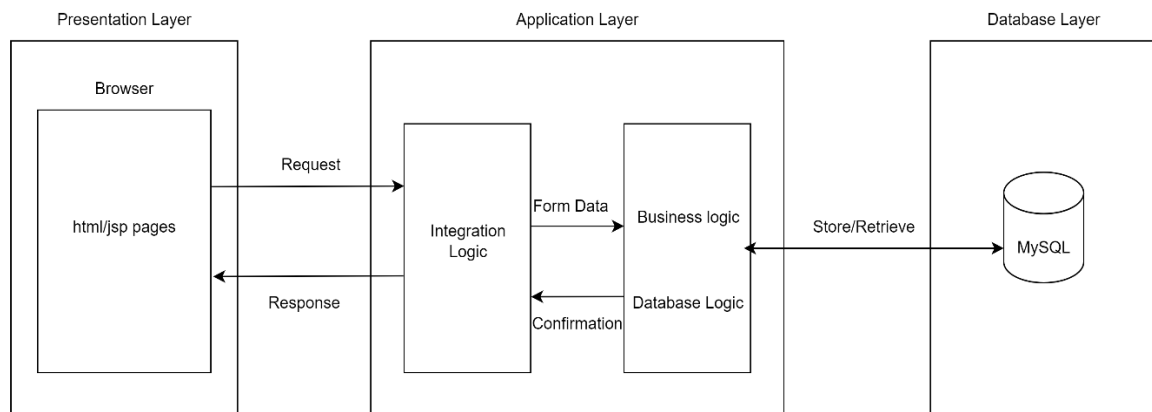 Presentation Layer
Application Layer
Database Layer
Browser
html/jsp pages
Request
Response
Integration
Logic
Form Data
Confirmation
Business logic
Database Logic
Store/Retrieve
MySQL